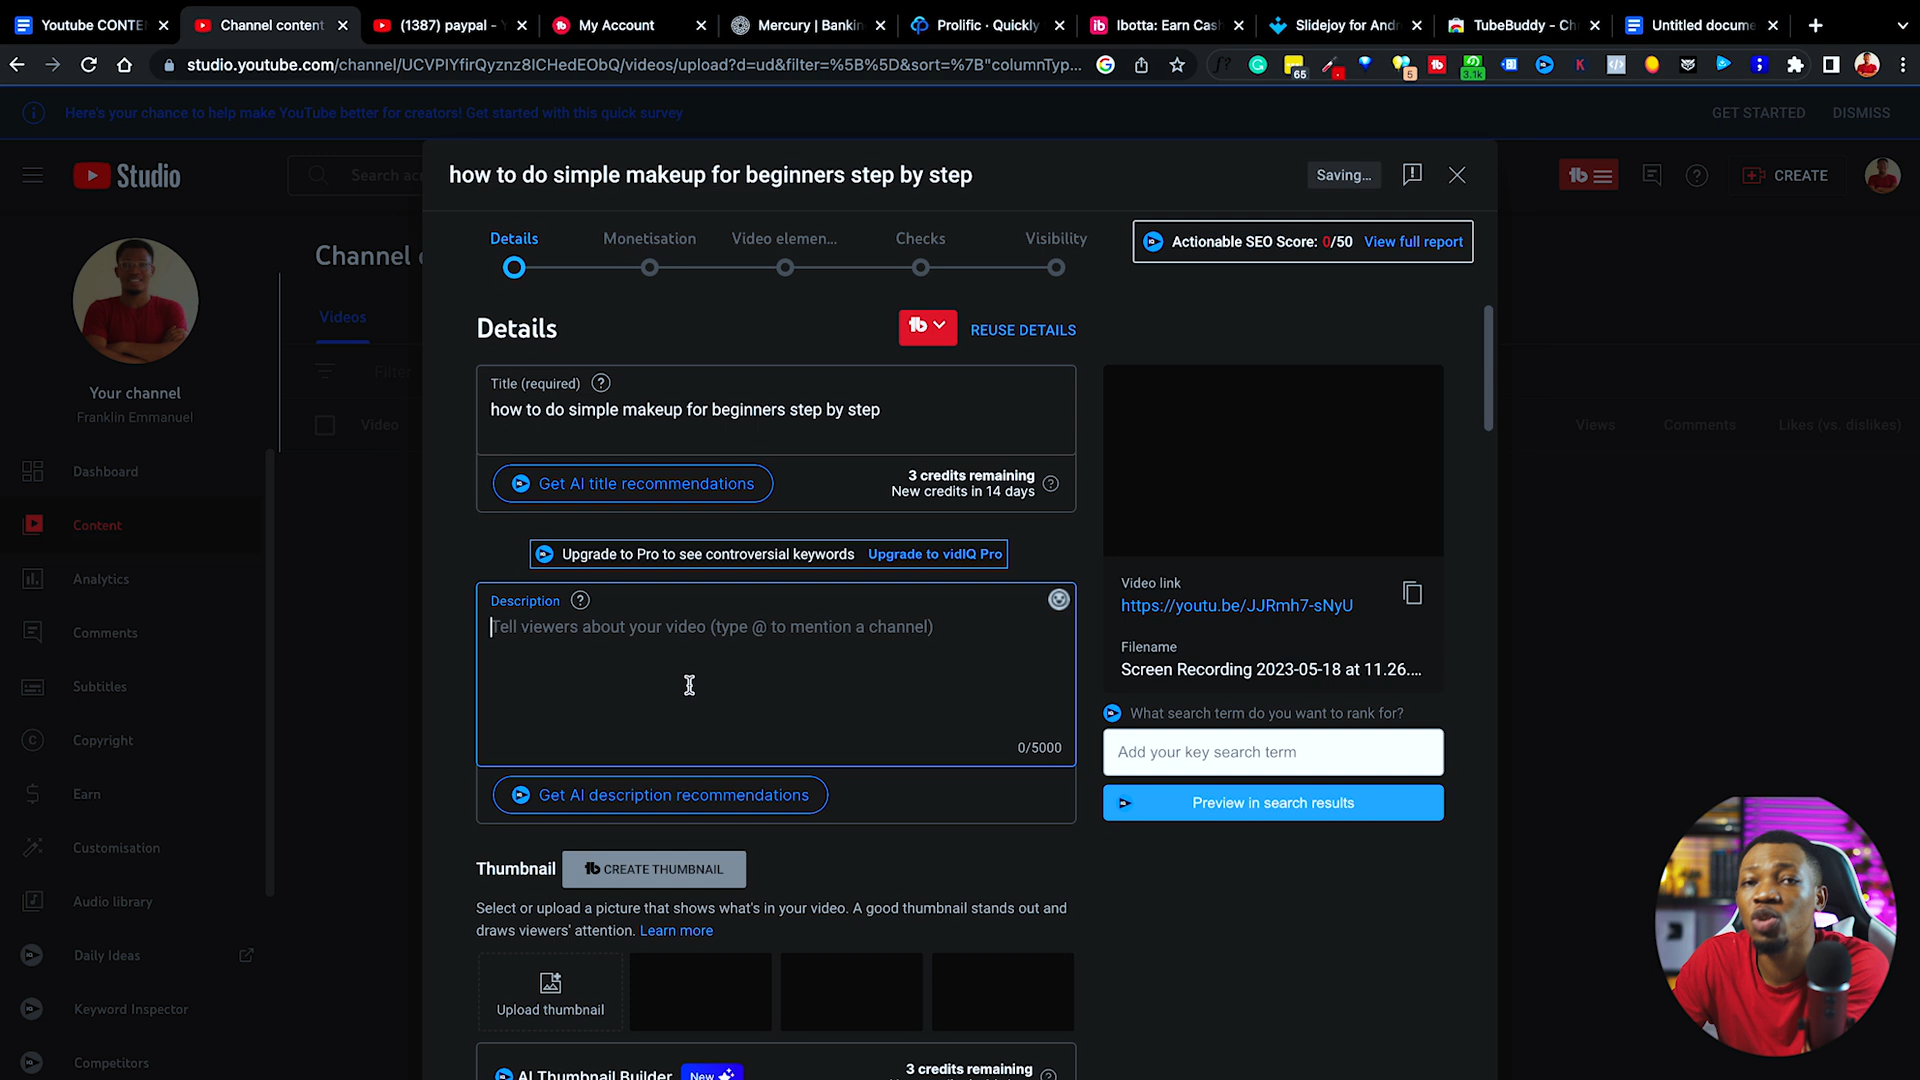 Youtube CONTE
Channel content
(1387) paypal -
My Account
Mercury | Bankin
Prolific · Quickly
Ibotta: Earn Cas
Slidejoy for And
TubeBuddy - Ch
Untitled docume
studio.youtube.com/channel/UCVPIYfirQyznz8ICHedEObQ/videos/upload?d=ud&filter=%5B%5D&sort=%7B"columnTyp...
65
5
3.1k
Here's your chance to help make YouTube better for creators! Get started with this quick survey
GET STARTED
DISMISS
Studio
Search acr
how to do simple makeup for beginners step by step
Saving...
CREATE
Details
Monetisation
Video elemen...
Checks
Visibility
Actionable SEO Score: 0/50 View full report
Channel c
Videos
Filter
Video
Views
Comments
Likes (vs. dislikes)
Your channel
Franklin Emmanuel
Dashboard
Content
Analytics
Comments
Subtitles
Copyright
Earn
Customisation
Audio library
Daily Ideas
Keyword Inspector
Competitors
Details
REUSE DETAILS
Title (required)
how to do simple makeup for beginners step by step
Get AI title recommendations
3 credits remaining
New credits in 14 days
Upgrade to Pro to see controversial keywords Upgrade to vidIQ Pro
Description
Tell viewers about your video (type @ to mention a channel)
0/5000
Get AI description recommendations
Thumbnail
CREATE THUMBNAIL
Select or upload a picture that shows what's in your video. A good thumbnail stands out and
draws viewers' attention. Learn more
Upload thumbnail
AI Thumbnail Builder
New
3 credits remaining
Video link
https://youtu.be/JJRmh7-sNyU
Filename
Screen Recording 2023-05-18 at 11.26....
What search term do you want to rank for?
Add your key search term
Preview in search results